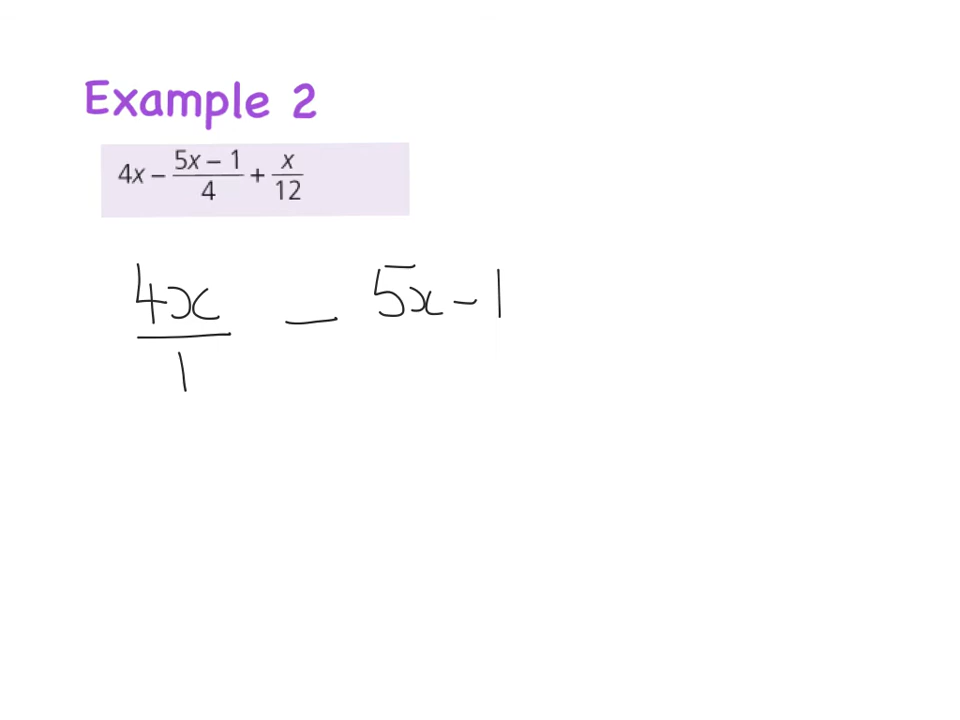 Example 2
4x − (5x − 1)/4 + x/12
4x/1 − 5x − 1